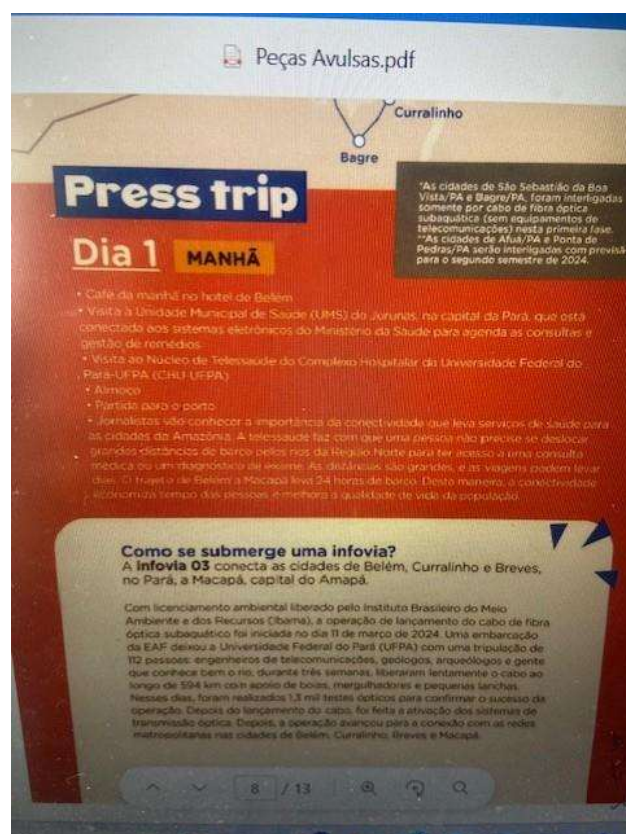 Peças Avulsas.pdf
Curralinho
Bagre
Press trip
*As cidades de São Sebastião da Boa
Vista/PA e Bagre/PA, foram interligadas
somente por cabo de fibra óptica
subaquática (sem equipamentos de
telecomunicações) nesta primeira fase.
**As cidades de Afuá/PA e Ponta de
Pedras/PA serão interligadas com previsã
para o segundo semestre de 2024.
Dia 1 MANHÃ
• Café da manhã no hotel de Belém
• Visita à Unidade Municipal de Saúde (UMS) do Jurunas, na capital da Pará, que está
conectada aos sistemas eletrônicos do Ministério da Saúde para agenda as consultas e
gestão de remédios
• Visita ao Núcleo de Telessaúde do Complexo Hospitalar da Universidade Federal do
Pará-UFPA (CHU-UFPA)
• Almoço
• Partida para o porto
• Jornalistas vão conhecer a importância da conectividade que leva serviços de saúde para
as cidades da Amazônia. A telessaúde faz com que uma pessoa não precise se deslocar
grandes distâncias de barco pelos rios da Região Norte para ter acesso a uma consulta
médica ou um diagnóstico de exame. As distâncias são grandes, e as viagens podem levar
dias. O trajeto de Belém a Macapá leva 24 horas de barco. Desta maneira, a conectividade
economiza tempo das pessoas e melhora a qualidade de vida da população.
Como se submerge uma infovia?
A Infovia 03 conecta as cidades de Belém, Curralinho e Breves,
no Pará, a Macapá, capital do Amapá.
Com licenciamento ambiental liberado pelo Instituto Brasileiro do Meio
Ambiente e dos Recursos (Ibama), a operação de lançamento do cabo de fibra
óptica subaquático foi iniciada no dia 11 de março de 2024. Uma embarcação
da EAF deixou a Universidade Federal do Pará (UFPA) com uma tripulação de
112 pessoas: engenheiros de telecomunicações, geólogos, arqueólogos e gente
que conhece bem o rio, durante três semanas, liberaram lentamente o cabo ao
longo de 594 km com apoio de boias, mergulhadores e pequenas lanchas.
Nesses dias, foram realizados 1,3 mil testes ópticos para confirmar o sucesso da
operação. Depois do lançamento do cabo, foi feita a ativação dos sistemas de
transmissão óptica. Depois, a operação avançou para a conexão com as redes
metropolitanas nas cidades de Belém, Curralinho, Breves e Macapá.
8 / 13